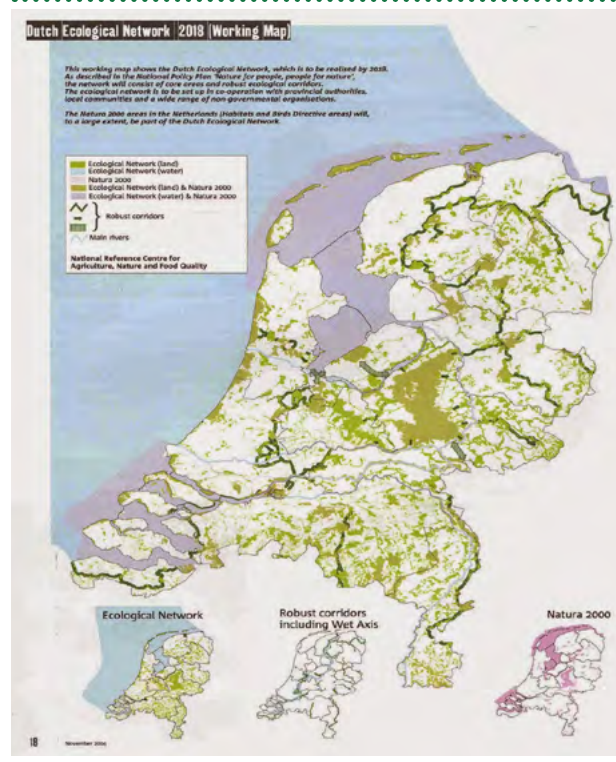 Dutch Ecological Network 2018 (Working Map)
This working map shows the Dutch Ecological Network, which is to be realized by 2018.
As described in the National Policy Plan 'Nature for people, people for nature',
the network will consist of core areas and robust ecological corridors.
The ecological network is to be set up in co-operation with provincial authorities,
local communities and a wide range of non-governmental organisations.
The Natura 2000 areas in the Netherlands (Habitats and Birds Directive areas) will,
to a large extent, be part of the Dutch Ecological Network.
Ecological Network (land)
Ecological Network (water)
Natura 2000
Ecological Network (land) & Natura 2000
Ecological Network (water) & Natura 2000
Robust corridors
Main rivers
National Reference Centre for
Agriculture, Nature and Food Quality
Ecological Network
Robust corridors
including Wet Axis
Natura 2000
18
November 2004